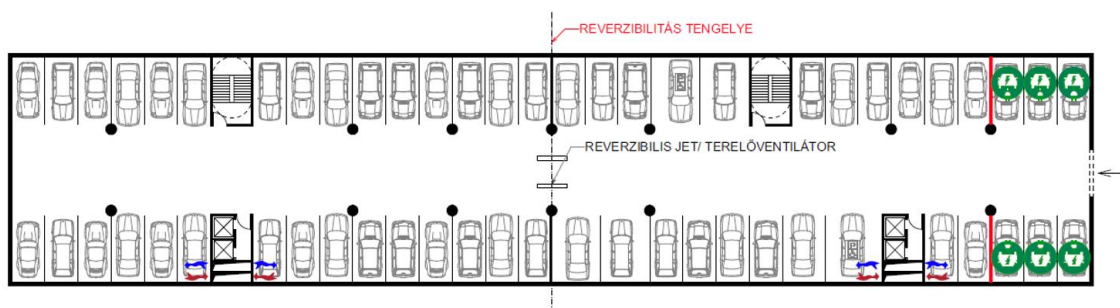 REVERZIBILITÁS TENGELYE
REVERZIBILIS JET/ TERELŐVENTILÁTOR